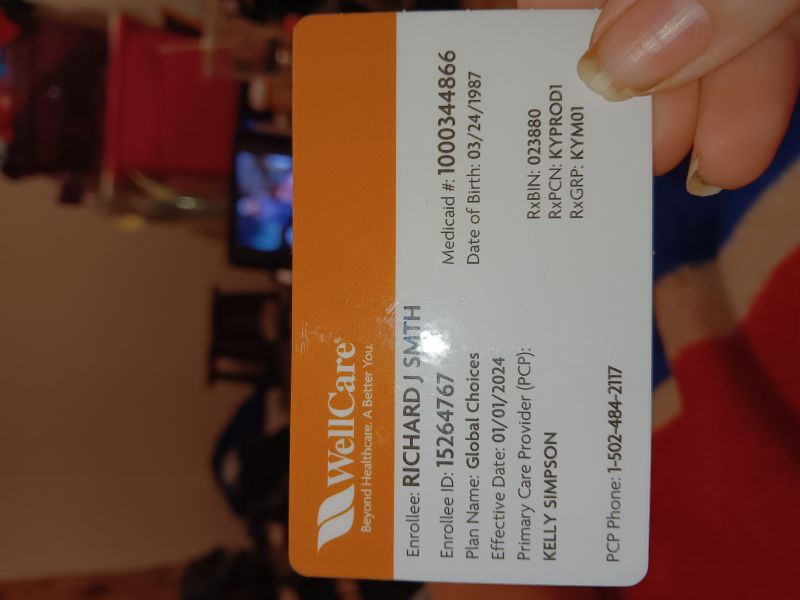 WellCare®
Beyond Healthcare. A Better You.
Enrollee: RICHARD J SMTH
Enrollee ID: 15264767
Medicaid #: 1000344866
Plan Name: Global Choices
Date of Birth: 03/24/1987
Effective Date: 01/01/2024
Primary Care Provider (PCP):
KELLY SIMPSON
RxBIN: 023880
RxPCN: KYPROD1
RxGRP: KYM01
PCP Phone: 1-502-484-2117